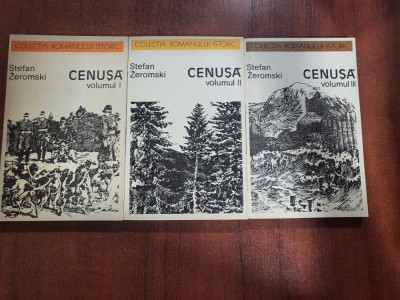 COLECȚIA ROMANULUI ISTORIC
Stefan
Żeromski
CENUȘA
volumul I
COLECȚIA ROMANULUI ISTORIC
Stefan
Żeromski
CENUȘA
volumul II
COLECȚIA ROMANULUI ISTORIC
Stefan
Żeromski
CENUȘA
volumul III